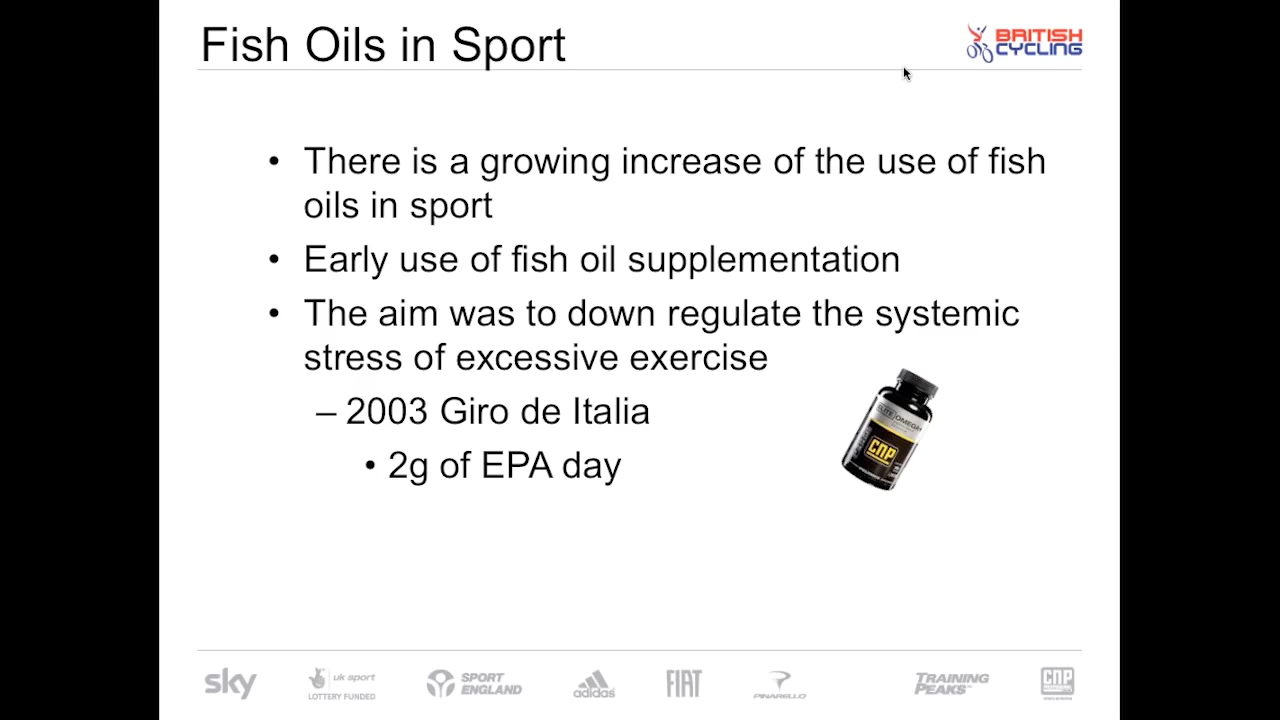 Fish Oils in Sport
BRITISH
CYCLING
• There is a growing increase of the use of fish
oils in sport
• Early use of fish oil supplementation
• The aim was to down regulate the systemic
stress of excessive exercise
– 2003 Giro de Italia
• 2g of EPA day
ELITE OMEGA
CNP
sky
uk sport
LOTTERY FUNDED
SPORT
ENGLAND
adidas
FIAT
PINARELLO
TRAINING
PEAKS™
CNP